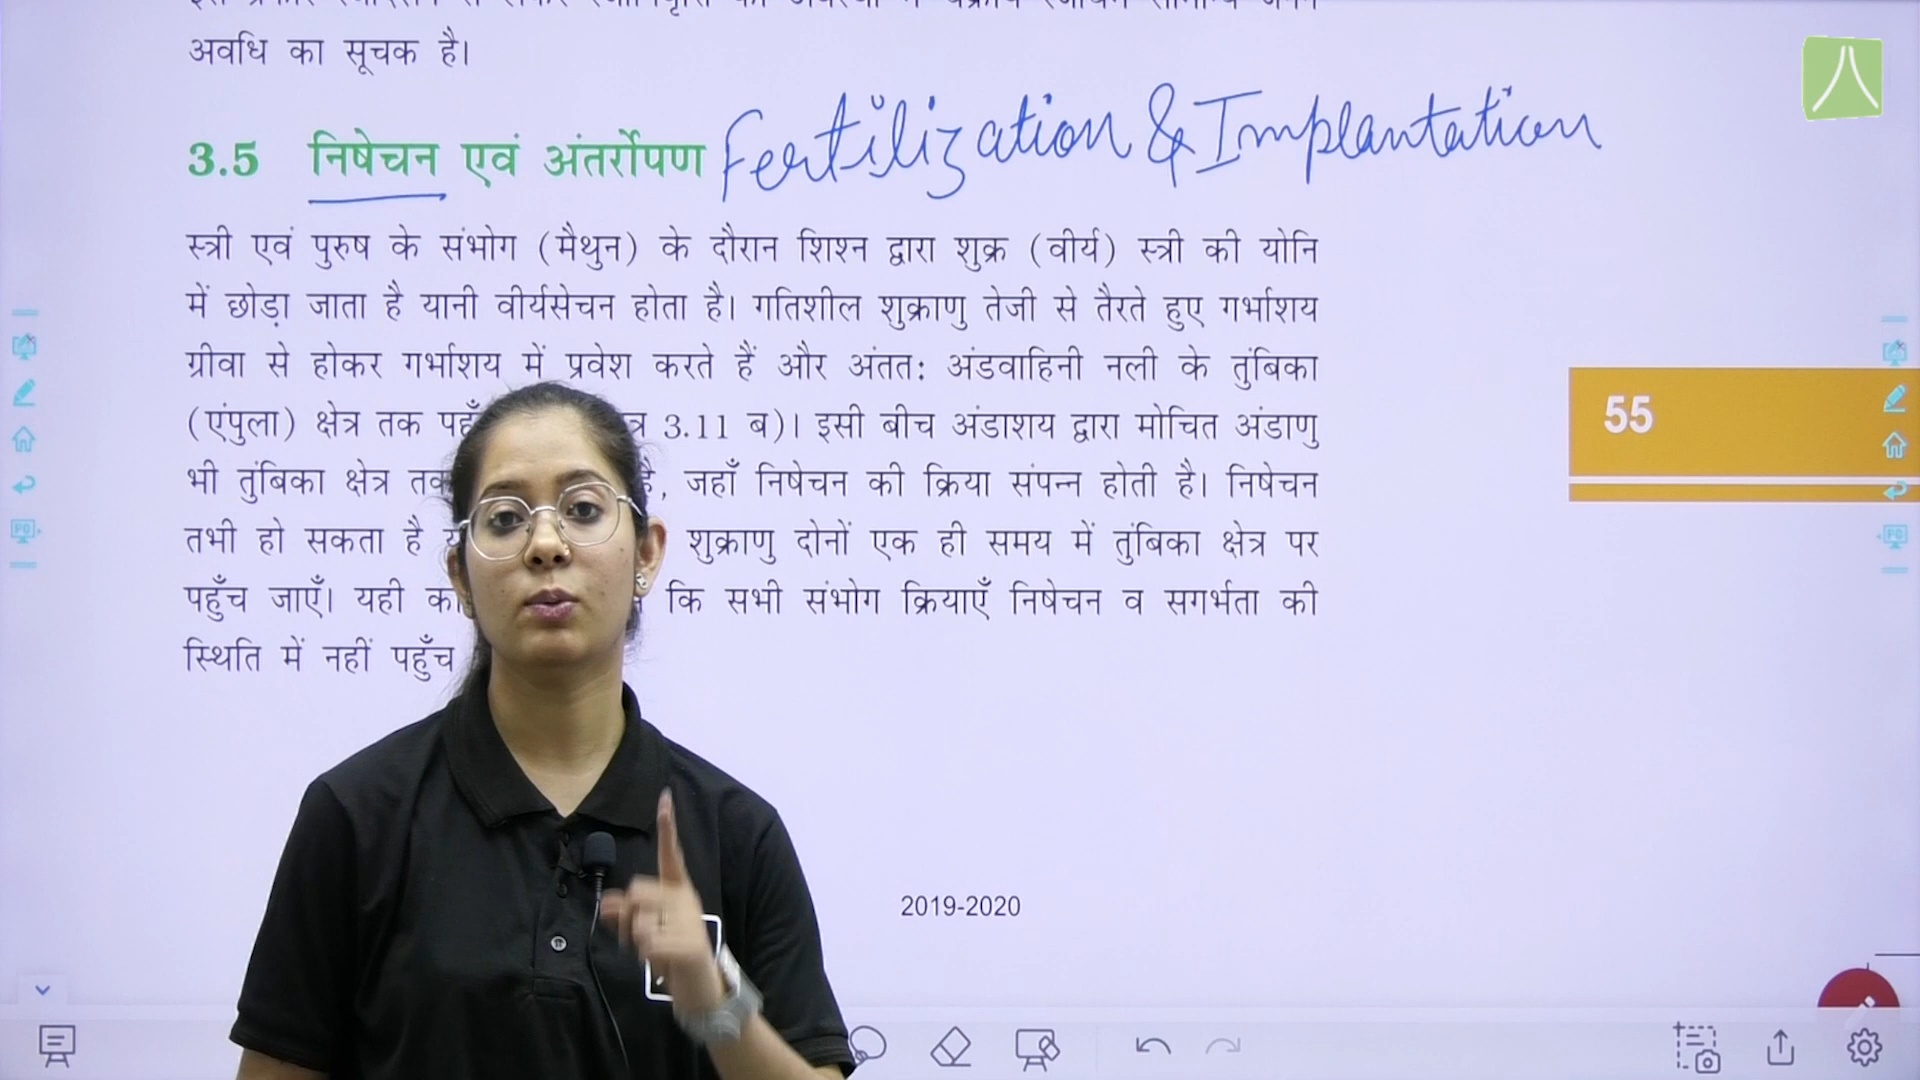 अवधि का सूचक है।
3.5 निषेचन एवं अंतर्रोपण Fertilization & Implantation
स्त्री एवं पुरुष के संभोग (मैथुन) के दौरान शिश्न द्वारा शुक्र (वीर्य) स्त्री की योनि
में छोड़ा जाता है यानी वीर्यसेचन होता है। गतिशील शुक्राणु तेजी से तैरते हुए गर्भाशय
ग्रीवा से होकर गर्भाशय में प्रवेश करते हैं और अंतत: अंडवाहिनी नली के तुंबिका
(एंपुला) क्षेत्र तक 3.11 ब)। इसी बीच अंडाशय द्वारा मोचित अंडाणु
भी तुंबिका क्षेत्र है, जहाँ निषेचन की क्रिया संपन्न होती है। निषेचन
तभी हो सकता है शुक्राणु दोनों एक ही समय में तुंबिका क्षेत्र पर
पहुँच जाएँ। यही कि सभी संभोग क्रियाएँ निषेचन व सगर्भता की
स्थिति में नहीं पहुँच
55
2019-2020